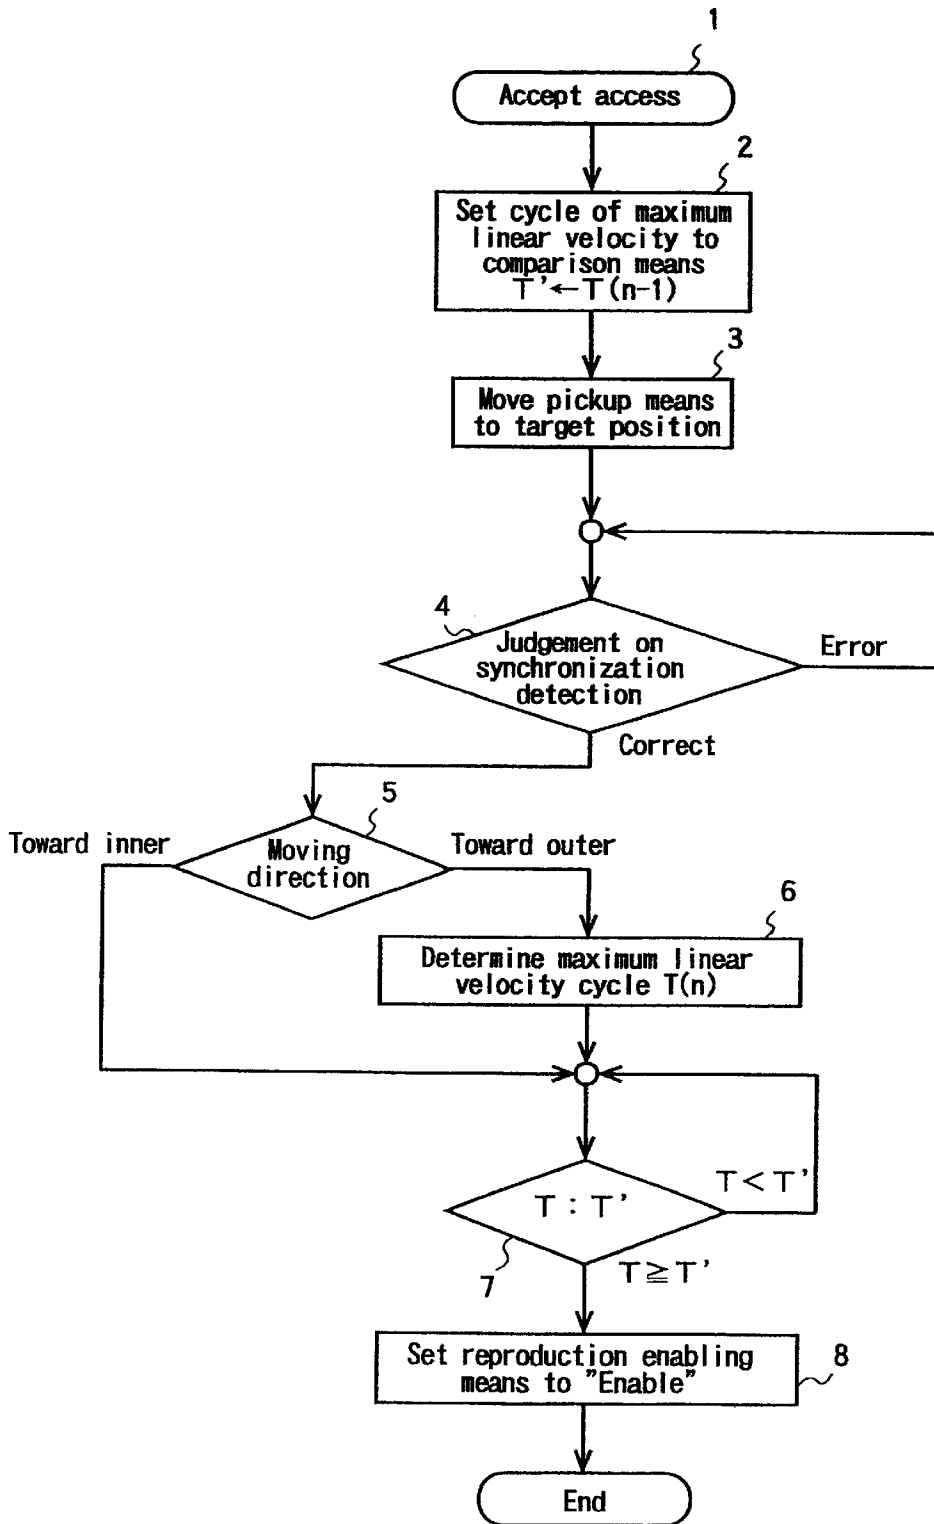 1
Accept access
2
Set cycle of maximum
linear velocity to
comparison means
T'←T(n-1)
3
Move pickup means
to target position
4
Judgement on
synchronization
detection
Error
Correct
5
Toward inner
Moving
direction
Toward outer
6
Determine maximum linear
velocity cycle T(n)
T : T'
T < T'
7
T ≧ T'
Set reproduction enabling
means to "Enable"
8
End